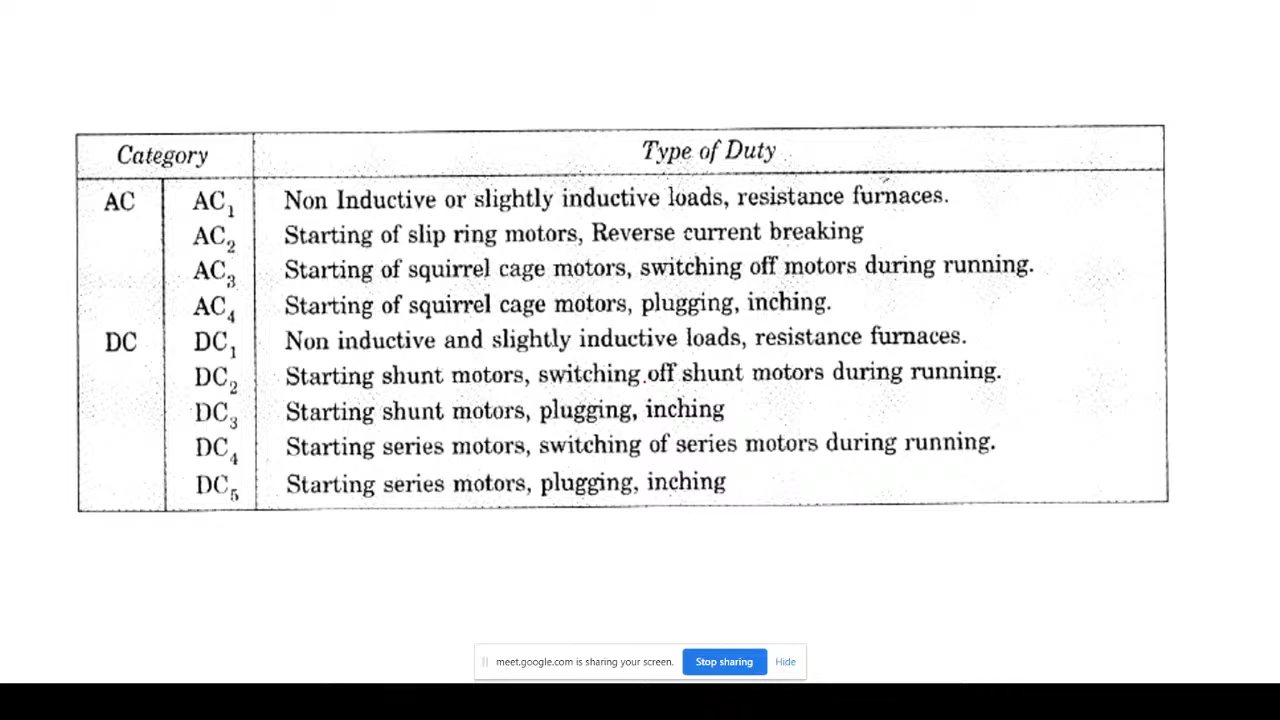 Category Type of Duty
AC AC₁ Non Inductive or slightly inductive loads, resistance furnaces.
AC₂ Starting of slip ring motors, Reverse current breaking
AC₃ Starting of squirrel cage motors, switching off motors during running.
AC₄ Starting of squirrel cage motors, plugging, inching.
DC DC₁ Non inductive and slightly inductive loads, resistance furnaces.
DC₂ Starting shunt motors, switching off shunt motors during running.
DC₃ Starting shunt motors, plugging, inching
DC₄ Starting series motors, switching of series motors during running.
DC₅ Starting series motors, plugging, inching
meet.google.com is sharing your screen. Stop sharing Hide